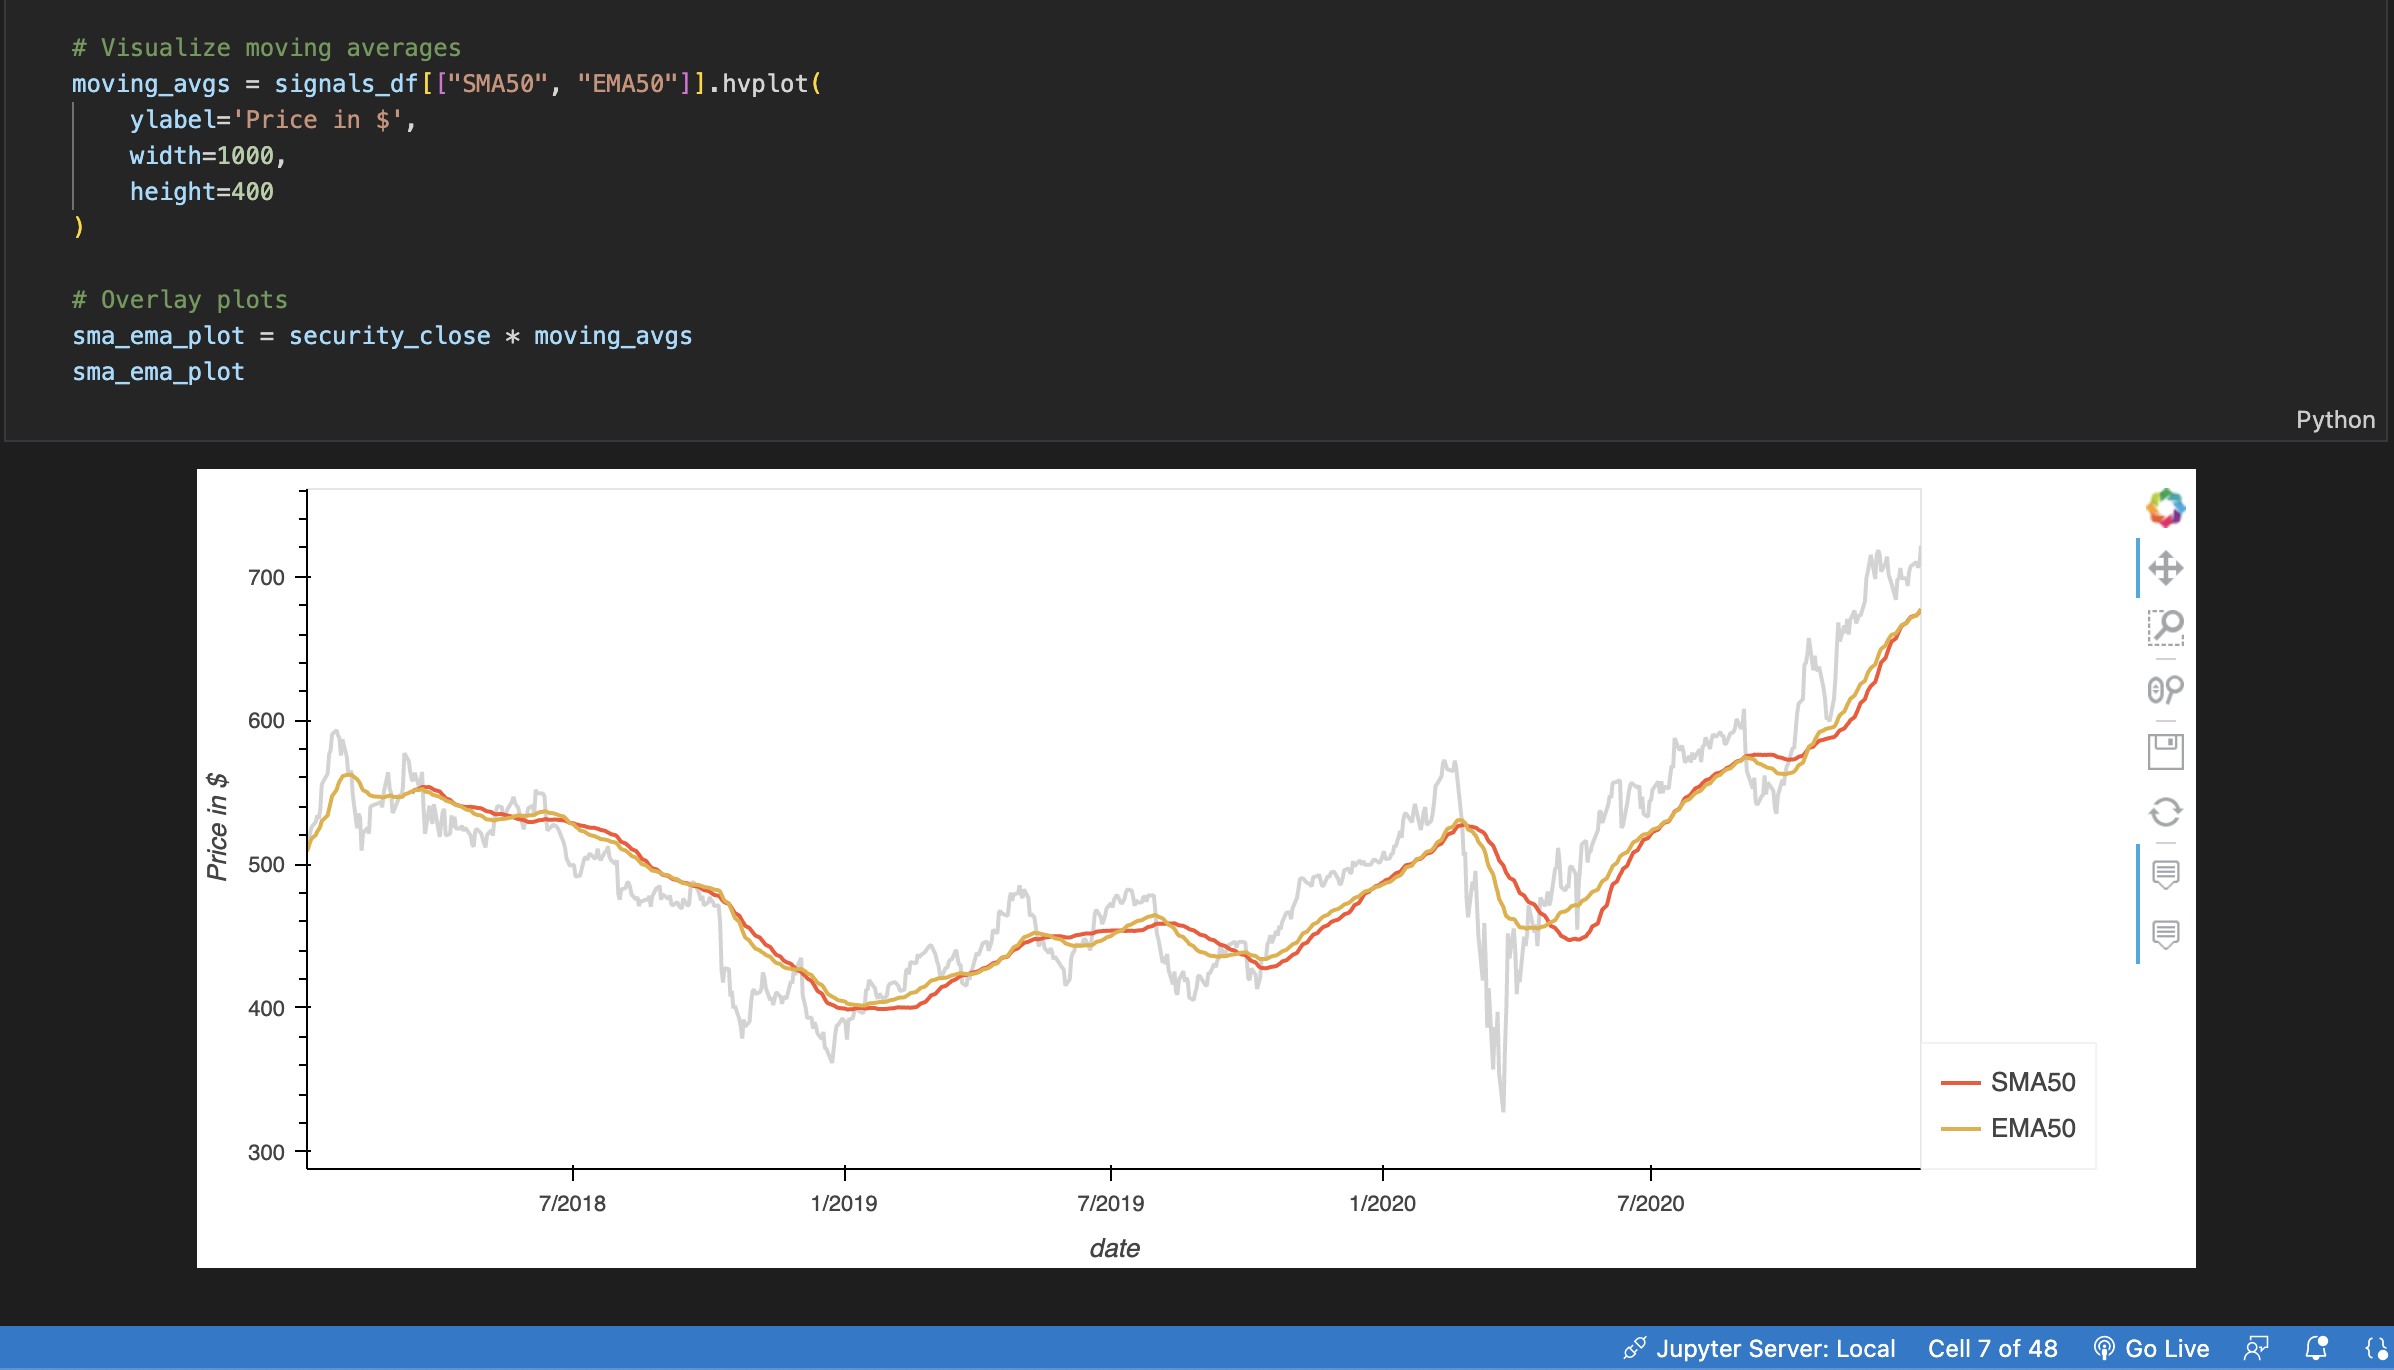 # Visualize moving averages
moving_avgs = signals_df[["SMA50", "EMA50"]].hvplot(
    ylabel='Price in $',
    width=1000,
    height=400
)
# Overlay plots
sma_ema_plot = security_close * moving_avgs
sma_ema_plot
Python
700
600
500
400
300
Price in $
7/2018
1/2019
7/2019
1/2020
7/2020
date
SMA50
EMA50
Jupyter Server: Local
Cell 7 of 48
Go Live